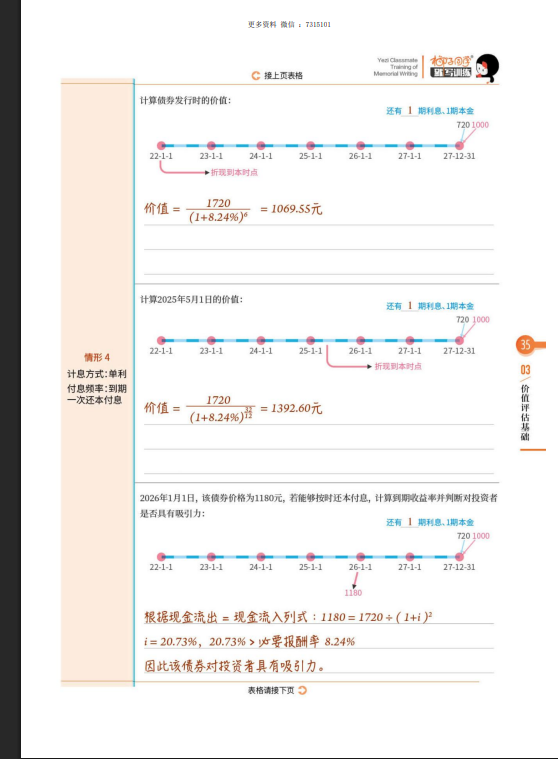 更多资料 微信 : 7315101
Yezi Classmate
Training of
Memorial Writing
接上页表格
计算债券发行时的价值:
还有 1 期利息、1期本金
720 1000
22-1-1 23-1-1 24-1-1 25-1-1 26-1-1 27-1-1 27-12-31
折现到本时点
价值 = 1720 / (1+8.24%)⁶ = 1069.55元
计算2025年5月1日的价值:
还有 1 期利息、1期本金
720 1000
22-1-1 23-1-1 24-1-1 25-1-1 26-1-1 27-1-1 27-12-31
折现到本时点
情形 4
计息方式:单利
付息频率:到期
一次还本付息
价值 = 1720 / (1+8.24%)^(32/12) = 1392.60元
35
03
价值评估基础
2026年1月1日, 该债券价格为1180元, 若能够按时还本付息, 计算到期收益率并判断对投资者
是否具有吸引力:
还有 1 期利息、1期本金
720 1000
22-1-1 23-1-1 24-1-1 25-1-1 26-1-1 27-1-1 27-12-31
1180
根据现金流出 = 现金流入列式:1180 = 1720 ÷ ( 1+i )²
i = 20.73%, 20.73% > 必要报酬率 8.24%
因此该债券对投资者具有吸引力。
表格请接下页